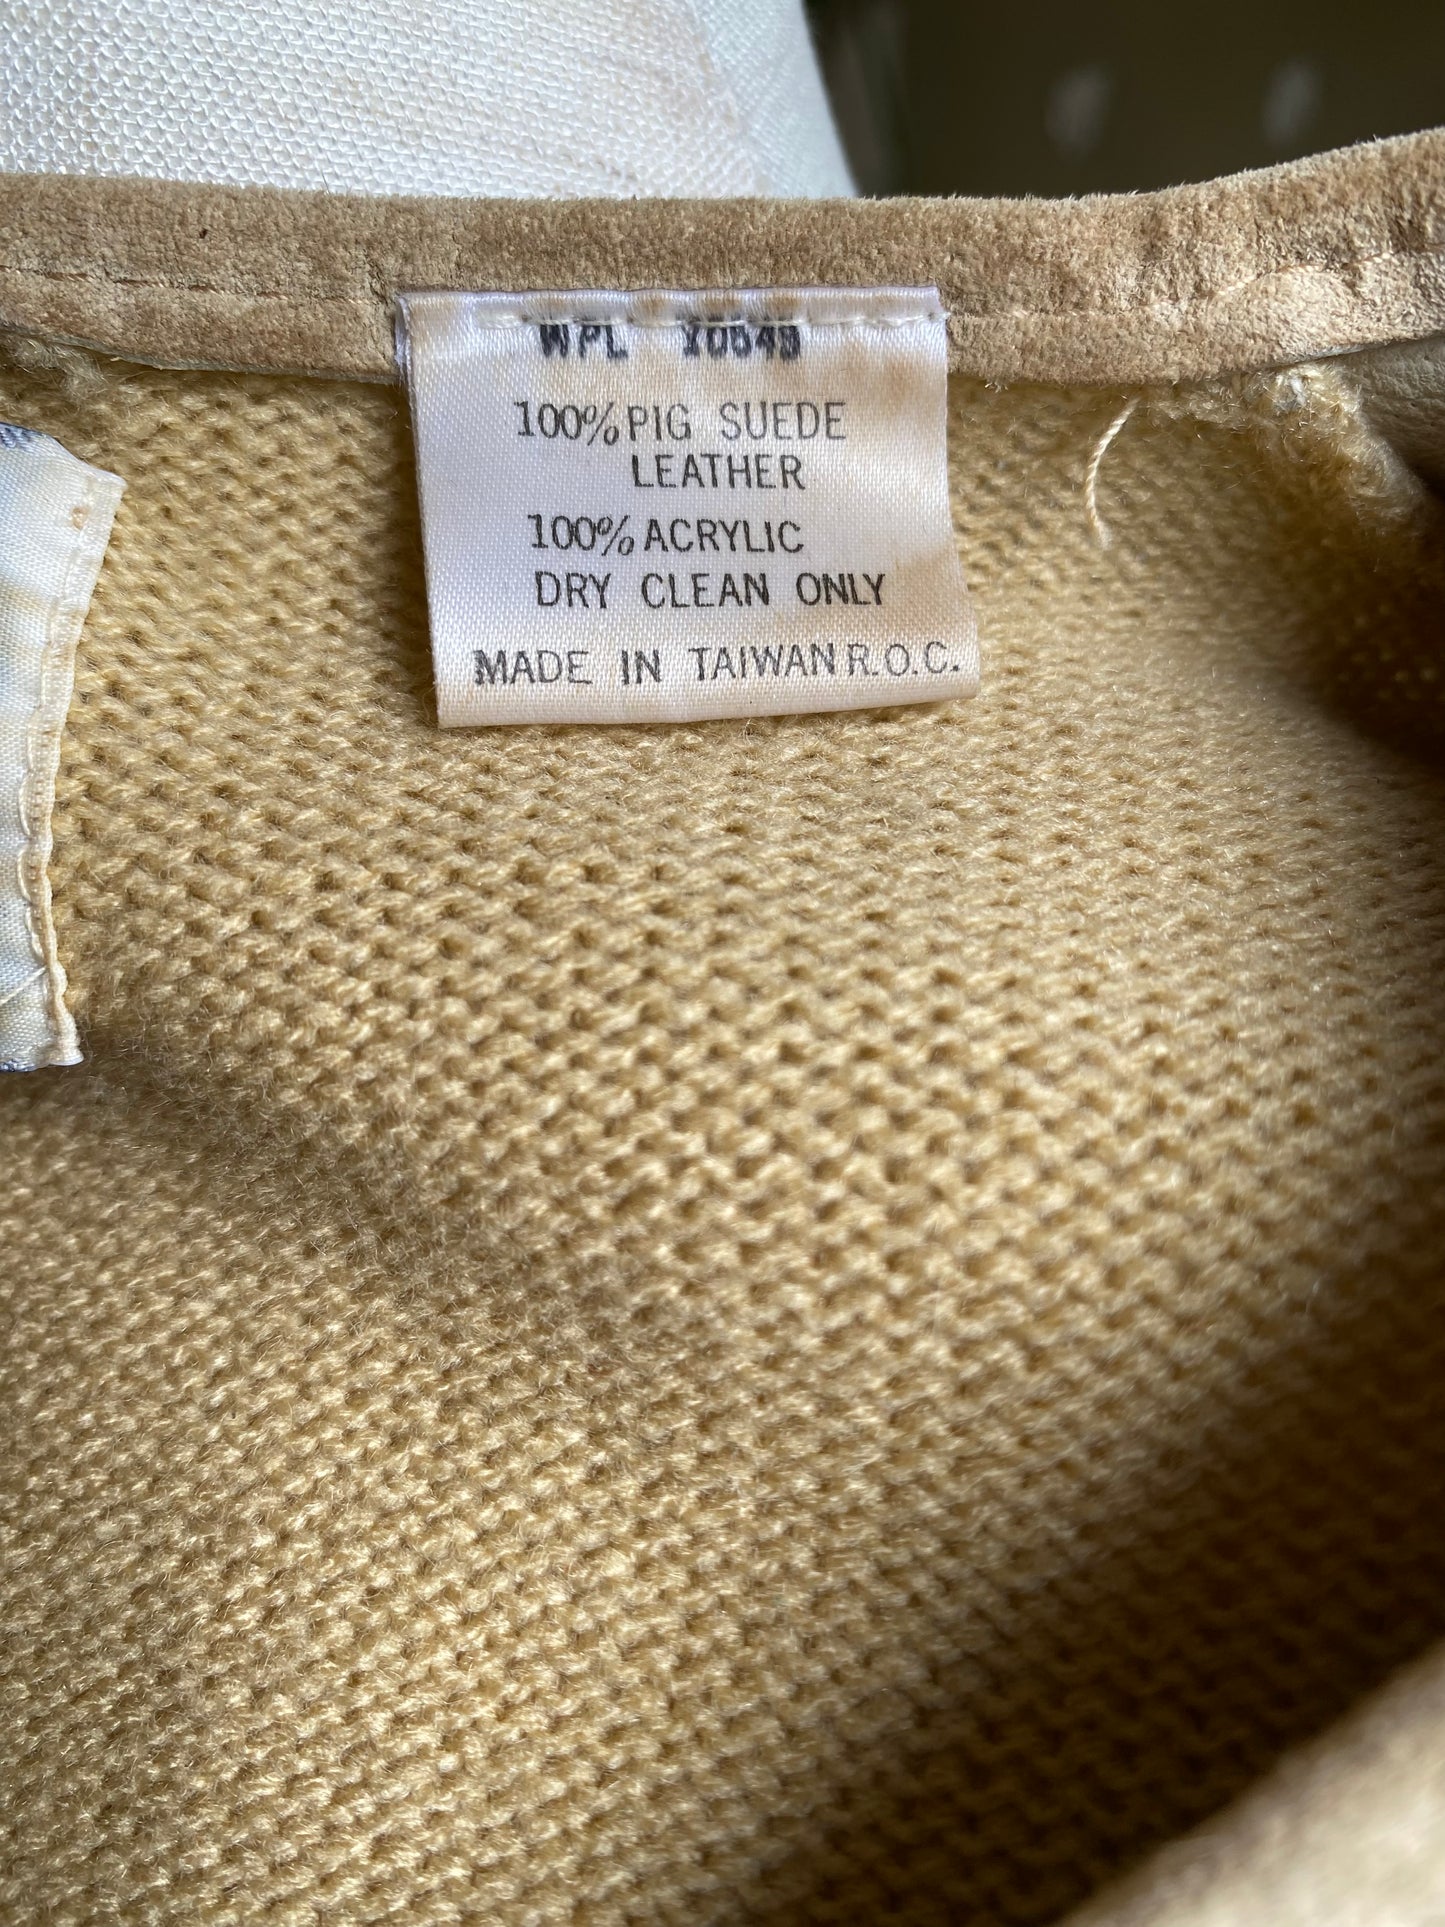 WPL
100% PIG SUEDE
LEATHER
100% ACRYLIC
DRY CLEAN ONLY
MADE IN TAIWAN R.O.C.